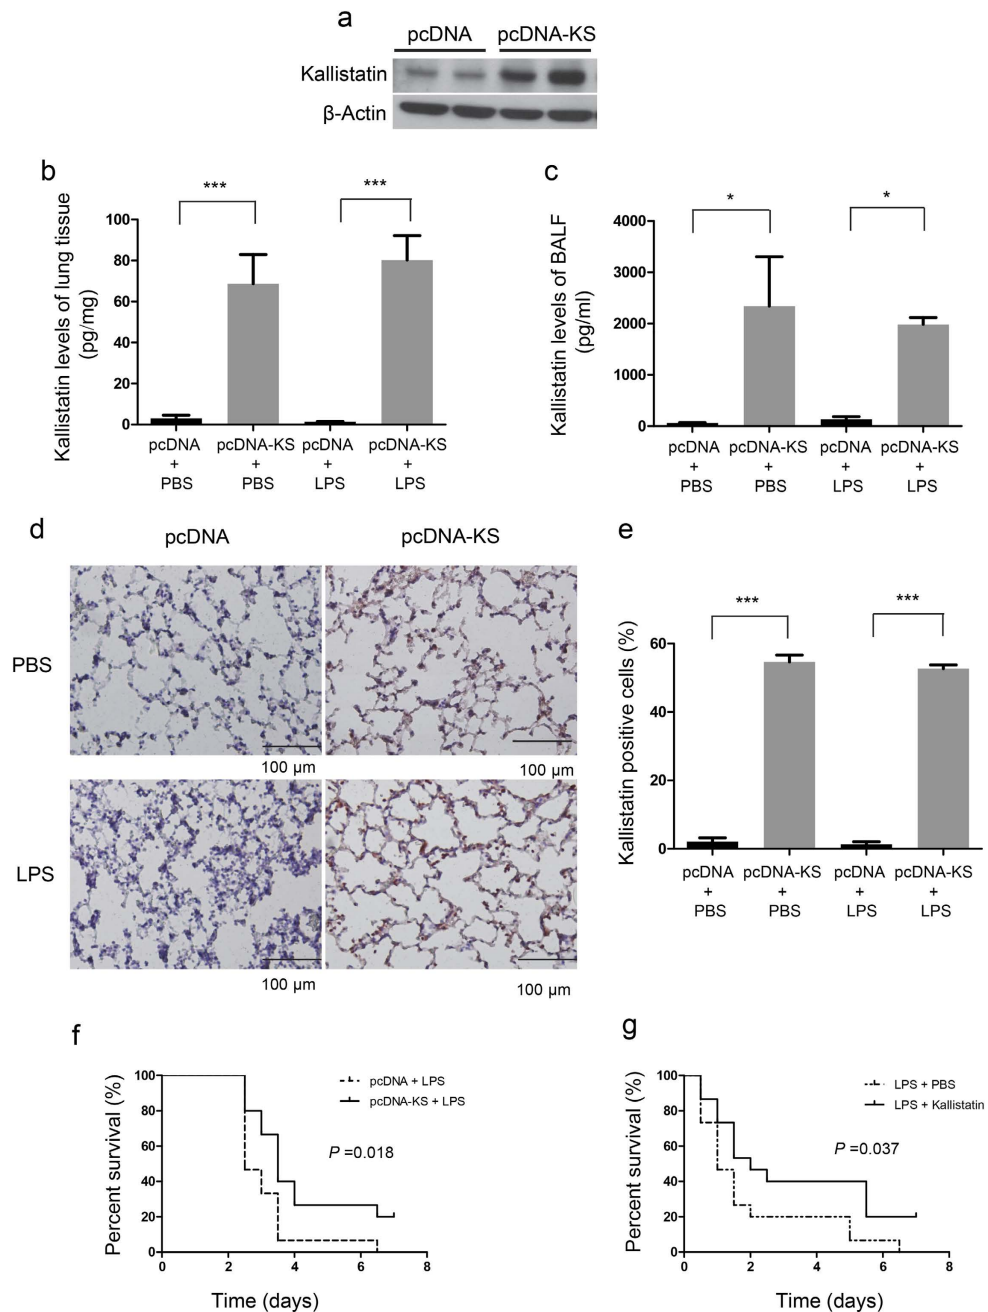 a
pcDNA pcDNA-KS
Kallistatin
β-Actin
b
Kallistatin levels of lung tissue
(pg/mg)
100
80
60
40
20
0
***
***
pcDNA pcDNA-KS pcDNA pcDNA-KS
+ + + +
PBS PBS LPS LPS
c
Kallistatin levels of BALF
(pg/ml)
4000
3000
2000
1000
0
*
*
pcDNA pcDNA-KS pcDNA pcDNA-KS
+ + + +
PBS PBS LPS LPS
d
pcDNA pcDNA-KS
PBS
100 µm 100 µm
LPS
100 µm 100 µm
e
Kallistatin positive cells (%)
60
40
20
0
***
***
pcDNA pcDNA-KS pcDNA pcDNA-KS
+ + + +
PBS PBS LPS LPS
f
Percent survival (%)
100
80
60
40
20
0
pcDNA + LPS
pcDNA-KS + LPS
P =0.018
0 2 4 6 8
Time (days)
g
Percent survival (%)
100
80
60
40
20
0
LPS + PBS
LPS + Kallistatin
P =0.037
0 2 4 6 8
Time (days)